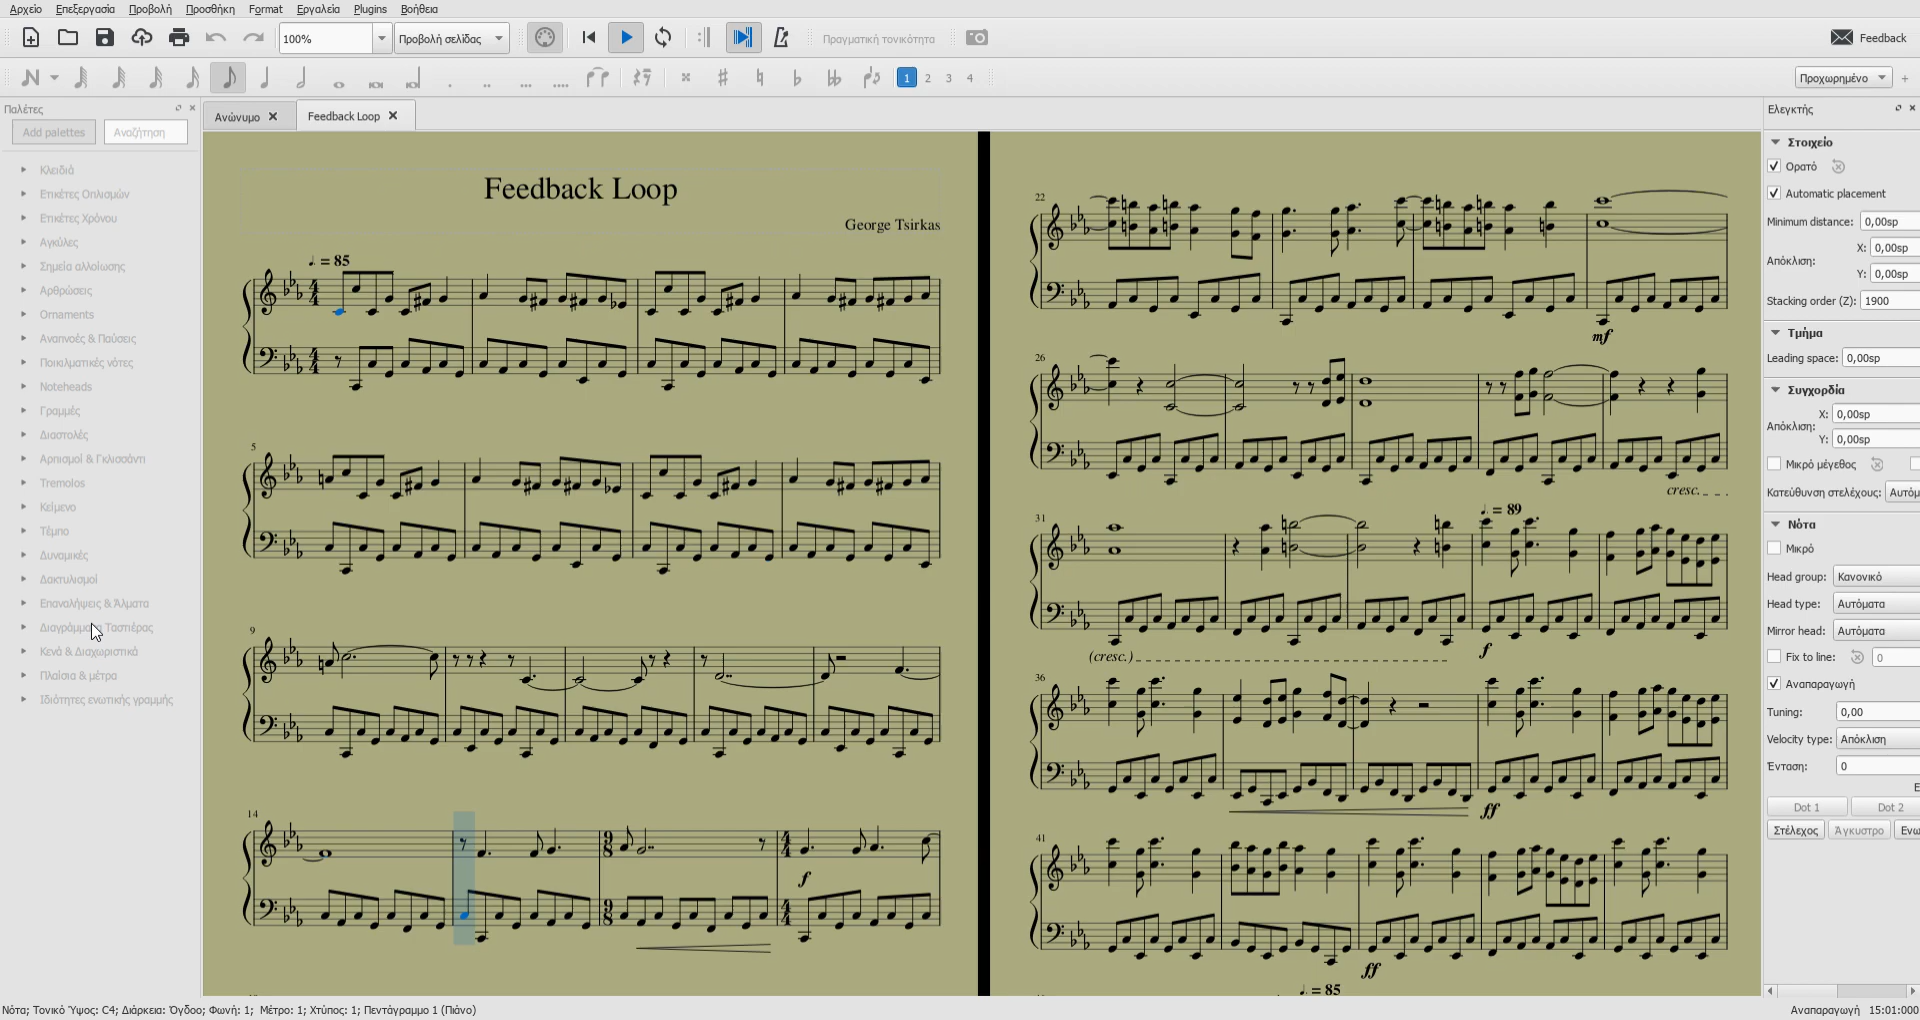 Αρχείο Επεξεργασία Προβολή Προσθήκη Format Εργαλεία Plugins Βοήθεια
100% Προβολή σελίδας Πραγματική τονικότητα Feedback
1 2 3 4 Προχωρημένο +
Παλέτες
Add palettes Αναζήτηση
Κλειδιά
Ετικέτες Οπλισμών
Ετικέτες Χρόνου
Αγκύλες
Σημεία αλλοίωσης
Αρθρώσεις
Ornaments
Αναπνοές & Παύσεις
Ποικιλματικές νότες
Noteheads
Γραμμές
Διαστολές
Αρπισμοί & Γκλισσάντι
Tremolos
Κείμενο
Τέμπο
Δυναμικές
Δακτυλισμοί
Επαναλήψεις & Άλματα
Διαγράμματα Ταστιέρας
Κενά & Διαχωριστικά
Πλαίσια & μέτρα
Ιδιότητες ενωτικής γραμμής
Ανώνυμο Feedback Loop
Feedback Loop
George Tsirkas
= 85
5
9
14
f
22
mf
26
cresc.
31
= 89
(cresc.)
f
36
ff
41
ff
= 85
Ελεγκτής
Στοιχείο
Ορατό
Automatic placement
Minimum distance: 0,00sp
Απόκλιση:
X: 0,00sp
Y: 0,00sp
Stacking order (Z): 1900
Τμήμα
Leading space: 0,00sp
Συγχορδία
Απόκλιση:
X: 0,00sp
Y: 0,00sp
Μικρό μέγεθος
Κατεύθυνση στελέχους: Αυτόμ
Νότα
Μικρό
Head group: Κανονικό
Head type: Αυτόματα
Mirror head: Αυτόματα
Fix to line: 0
Αναπαραγωγή
Tuning: 0,00
Velocity type: Απόκλιση
Ένταση: 0
Dot 1 Dot 2
Στέλεχος Άγκιστρο Ενω
Νότα; Τονικό Ύψος: C4; Διάρκεια: Όγδοο; Φωνή: 1; Μέτρο: 1; Χτύπος: 1; Πεντάγραμμο 1 (Πιάνο) Αναπαραγωγή 15:01:000